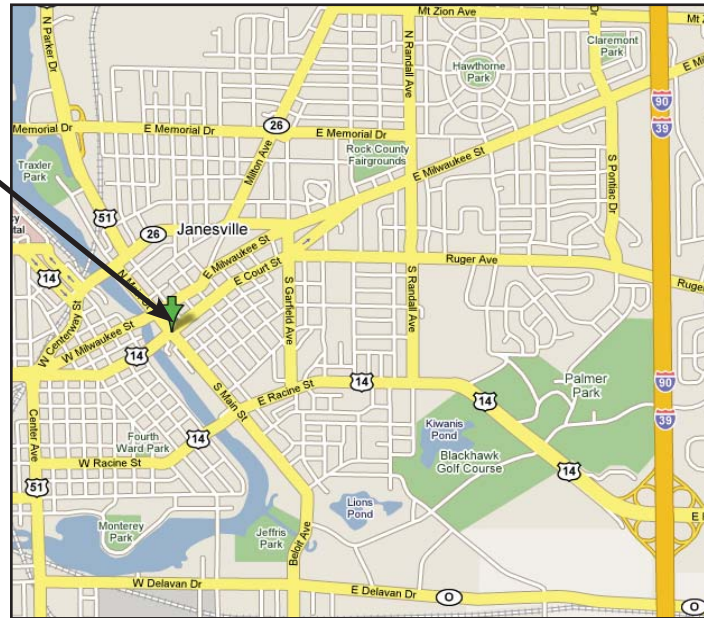 Mt Zion Ave
Mt Z
N Parker Dr
Dr
Claremont
Park
N Randall Ave
Hawthorne
Park
E Mil
90
39
Memorial Dr
E Memorial Dr
26
E Memorial Dr
Milton Ave
Rock County
Fairgrounds
E Milwaukee St
S Pontiac Dr
Traxler
Park
51
26
Janesville
tal
14
E Milwaukee St
E Court St
Ruger Ave
Ruger
N Main
S Garfield Ave
S Randall Ave
W Centerway St
W Milwaukee St
14
14
E Racine St
14
Palmer
Park
90
39
S Main St
Kiwanis
Pond
Center Ave
Fourth
Ward Park
14
Blackhawk
Golf Course
14
W Racine St
51
Lions
Pond
Monterey
Park
Jeffris
Park
Beloit Ave
E
W Delavan Dr
E Delavan Dr
O
O